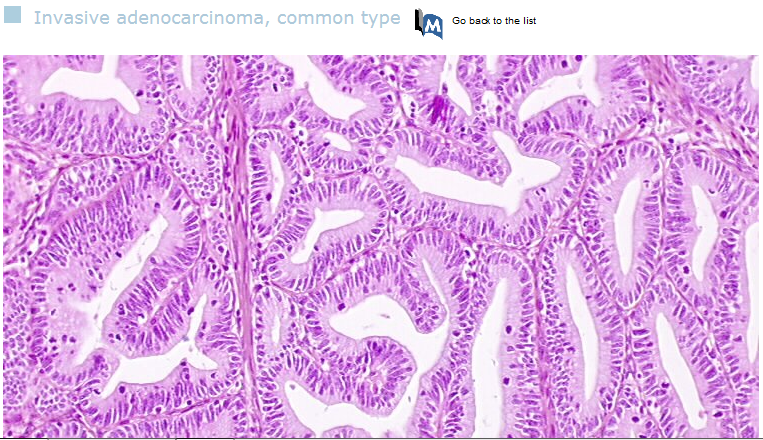 Invasive adenocarcinoma, common type
M
Go back to the list